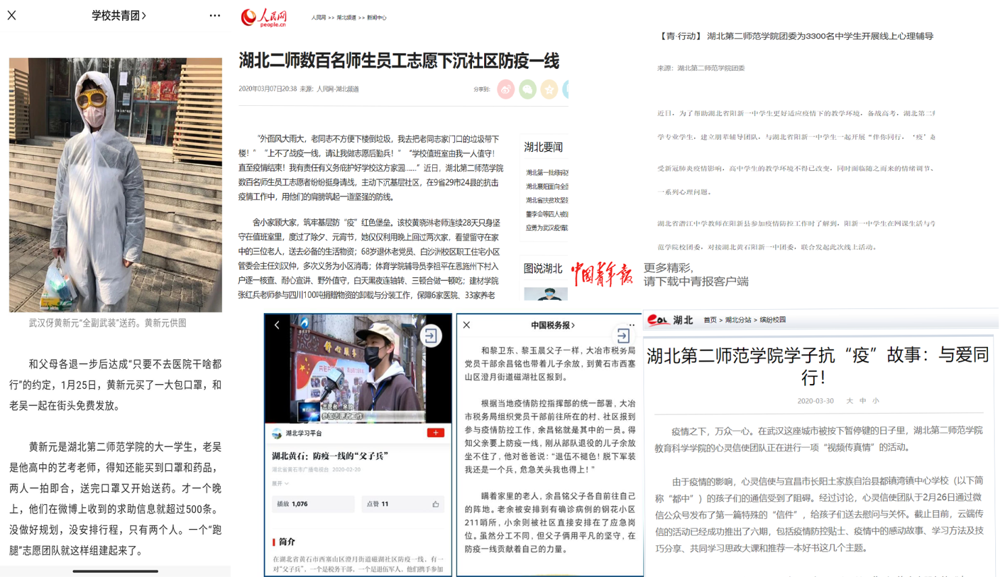 学校共青团
武汉伢黄新元“全副武装”送药。黄新元供图
和父母各退一步后达成“只要不去医院干啥都
行”的约定，1月25日，黄新元买了一大包口罩，和
老吴一起在街头免费发放。
黄新元是湖北第二师范学院的大一学生，老吴
是他高中的艺考老师，得知还能买到口罩和药品，
两人一拍即合，送完口罩又开始送药。才一个晚
上，他们在微博上收到的求助信息就超过500条。
没做好规划，没安排行程，只有两个人。一个“跑
腿”志愿团队就这样组建起来了。
人民网
people.cn
人民网 >> 湖北频道 >> 新闻中心
湖北二师数百名师生员工志愿下沉社区防疫一线
2020年03月07日20:38 来源：人民网-湖北频道
分享到：
“外面风大雨大，老同志不方便下楼倒垃圾，我去把老同志家门口的垃圾带下
楼！”“上不了战疫一线，请让我做志愿后勤兵！”“学校值班室由我一人值守！
直至疫情结束！我有责任有义务庇护好学校这方家园……”近日，湖北第二师范学院
数百名师生员工志愿者纷纷挺身请战，主动下沉基层社区，在9省29市24县的抗击
疫情工作中，用他们的肩膀筑起一道坚强的防线。
舍小家顾大家，筑牢基层防“疫”红色堡垒。该校黄晓琳老师连续28天只身坚
守在值班室里，度过了除夕、元宵节，她仅仅利用晚上回过两次家，看望留守在家
中的三位老人，送去必备的生活物资；68岁退休老党员、白沙洲校区职工住宅小区
管委会主任刘汉仲，多次义务为小区消毒；体育学院辅导员李祖平在恩施州下村入
户逐一核查、耐心宣讲、野外值守，白天黑夜连轴转、三顿合做一顿吃；建材学院
张红兵老师参与四川100吨捐赠物资的卸载与分装工作，保障6家医院、33家养老
湖北要闻
湖北第一批绿码发
湖北襄阳面向全
湖北省扶贫攻坚
董李会等四人被
应勇为武汉疫情
图说湖北
【青·行动】 湖北第二师范学院团委为3300名中学生开展线上心理辅导
来源：湖北第二师范学院团委
近日，为了帮助湖北省阳新一中学生更好适应疫情下的教学环境，备战高考，湖北第二
学专业学生，建立朋辈辅导团队，与湖北省阳新一中学生一起开展“伴你同行，‘疫’
受新冠肺炎疫情影响，高中学生的教学环境不得已改变，同时面临随之而来的情绪调节、
一系列心理问题。
湖北省潜江中学教师在阳新县参加疫情防控工作时了解到，阳新一中学生在网课生活与
范学院校团委，对接湖北黄石阳新一中团委，联合发起此次线上活动。
中国青年报
更多精彩，
请下载中青报客户端
舒心服务
志愿者 余放
参加志愿者工作
湖北学习平台
湖北黄石：防疫一线的“父子兵”
湖北省黄石市广播电视台 2020-02-20
展开
播放 1,076
点赞 11
简介
在湖北省黄石市西塞山区澄月街道磁湖社区防疫一线，有一
对“父子兵”，一个是税务干部，一个是退伍军人，他们携手参加
中国税务报
和黎卫东、黎玉晨父子一样，大冶市税务局
党员干部余昌铭也带着儿子余放，到黄石市西塞
山区澄月街道磁湖社区报到。
根据当地疫情防控指挥部的统一部署，大冶
市税务局组织党员干部前往所在的村、社区报到
参与疫情防控工作，余昌铭就是其中的一员。得
知父亲要上防疫一线，刚从部队退役的儿子余放
坐不住了，他对爸爸说：“退伍不褪色！脱下军装
我还是一个兵，危急关头我也得上！”
瞒着家里的老人，余昌铭父子各自前往自己
的阵地。老余被安排到有确诊病例的钢花小区
211哨所，小余则被社区直接安排在了应急岗
位。虽然分工不同，但父子俩用平凡的坚守，在
防疫一线贡献着自己的力量。
eol 湖北 首页 > 湖北分站 > 缤纷校园
湖北第二师范学院学子抗“疫”故事：与爱同
行！
2020-03-30 大 中 小
疫情之下，万众一心。在武汉这座城市被按下暂停键的日子里，湖北第二师范学院
教育科学学院的心灵信使团队正在进行一项“视频传真情”的活动。
由于疫情的影响，心灵信使与宜昌市长阳土家族自治县都镇湾镇中心学校（以下简
称“都中”）的孩子们的通信受到了阻碍。经过讨论，心灵信使团队于2月26日通过微
信公众号发布了第一篇特殊的“信件”，给孩子们送去慰问与关怀。截止目前，云端传
信的活动已经成功推出了六期，包括疫情防控贴士、疫情中的感动故事、学习方法及技
巧分享、共同学习思政大课和推荐一本好书这几个主题。